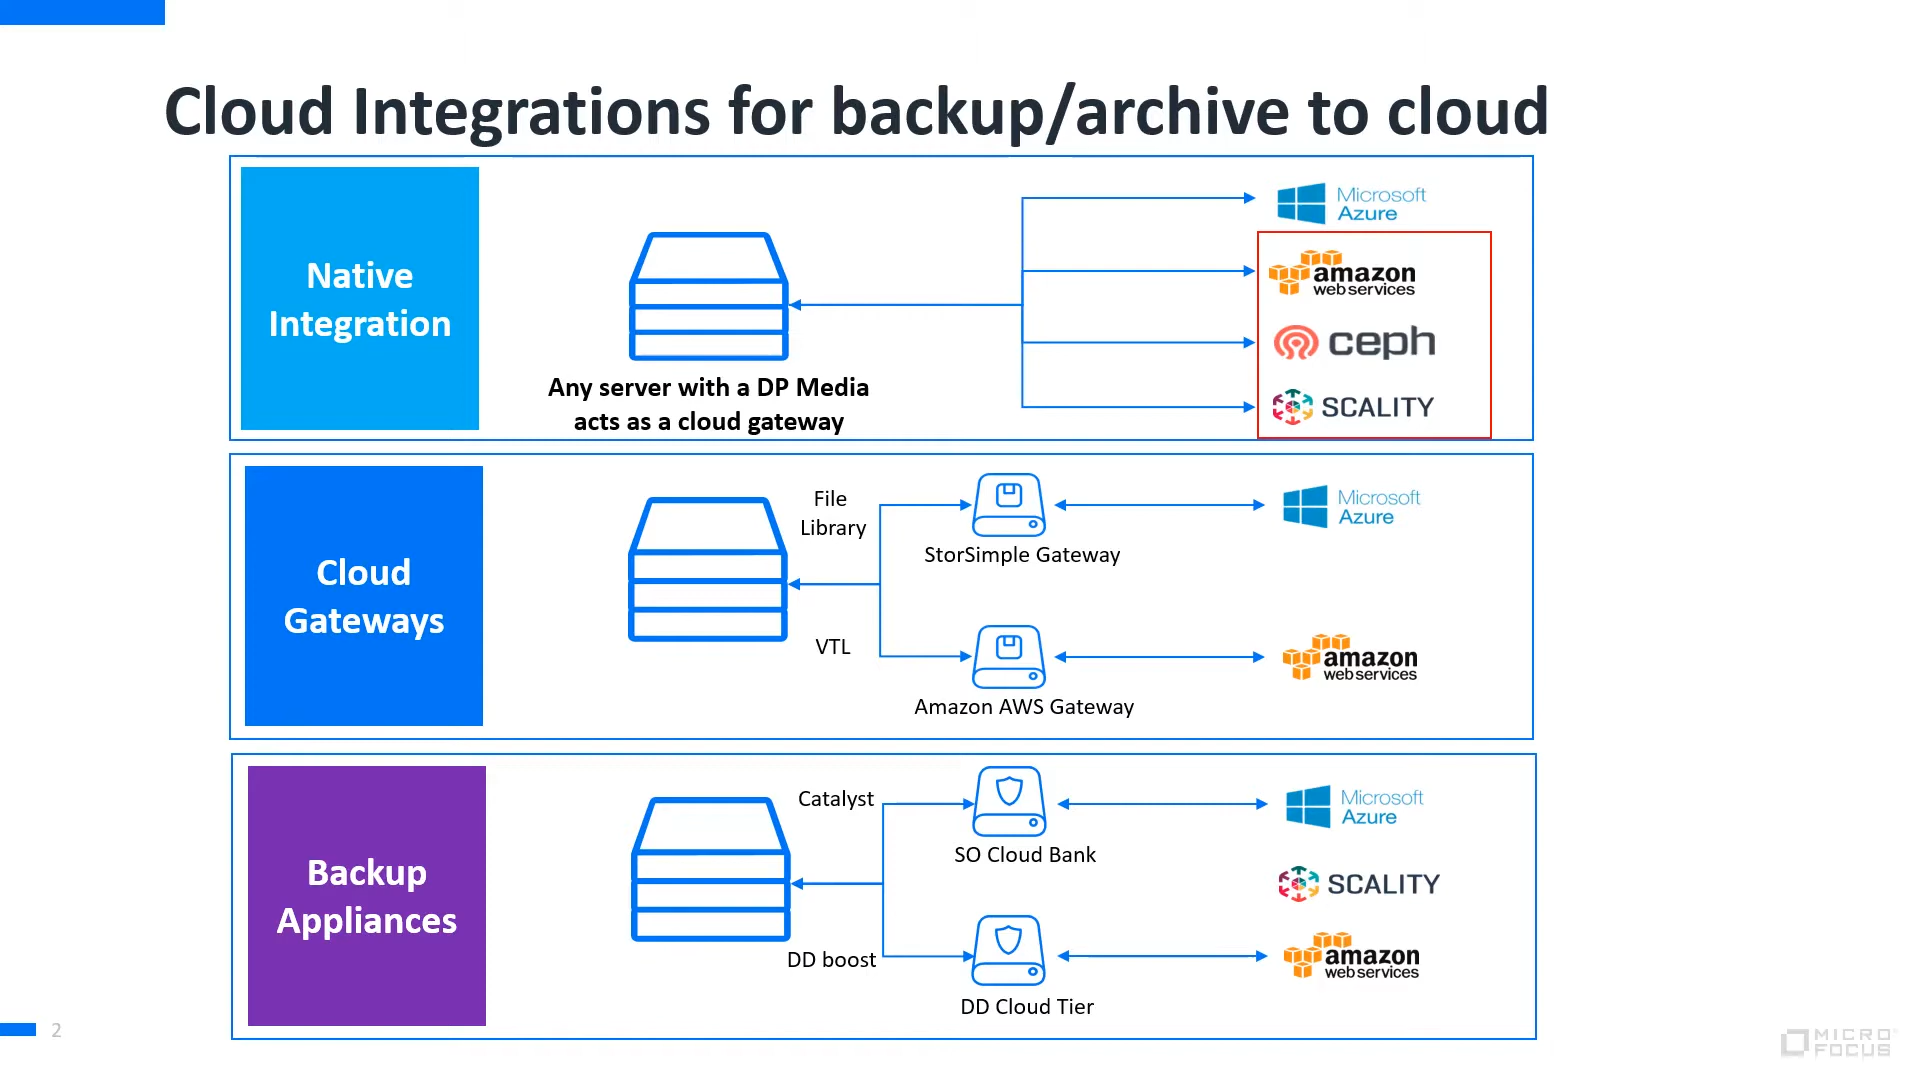 Cloud Integrations for backup/archive to cloud
Native
Integration
Any server with a DP Media
acts as a cloud gateway
Microsoft
Azure
amazon
web services
ceph
SCALITY
Cloud
Gateways
File
Library
VTL
StorSimple Gateway
Amazon AWS Gateway
Microsoft
Azure
amazon
web services
Backup
Appliances
Catalyst
DD boost
SO Cloud Bank
DD Cloud Tier
Microsoft
Azure
SCALITY
amazon
web services
2
MICRO
FOCUS